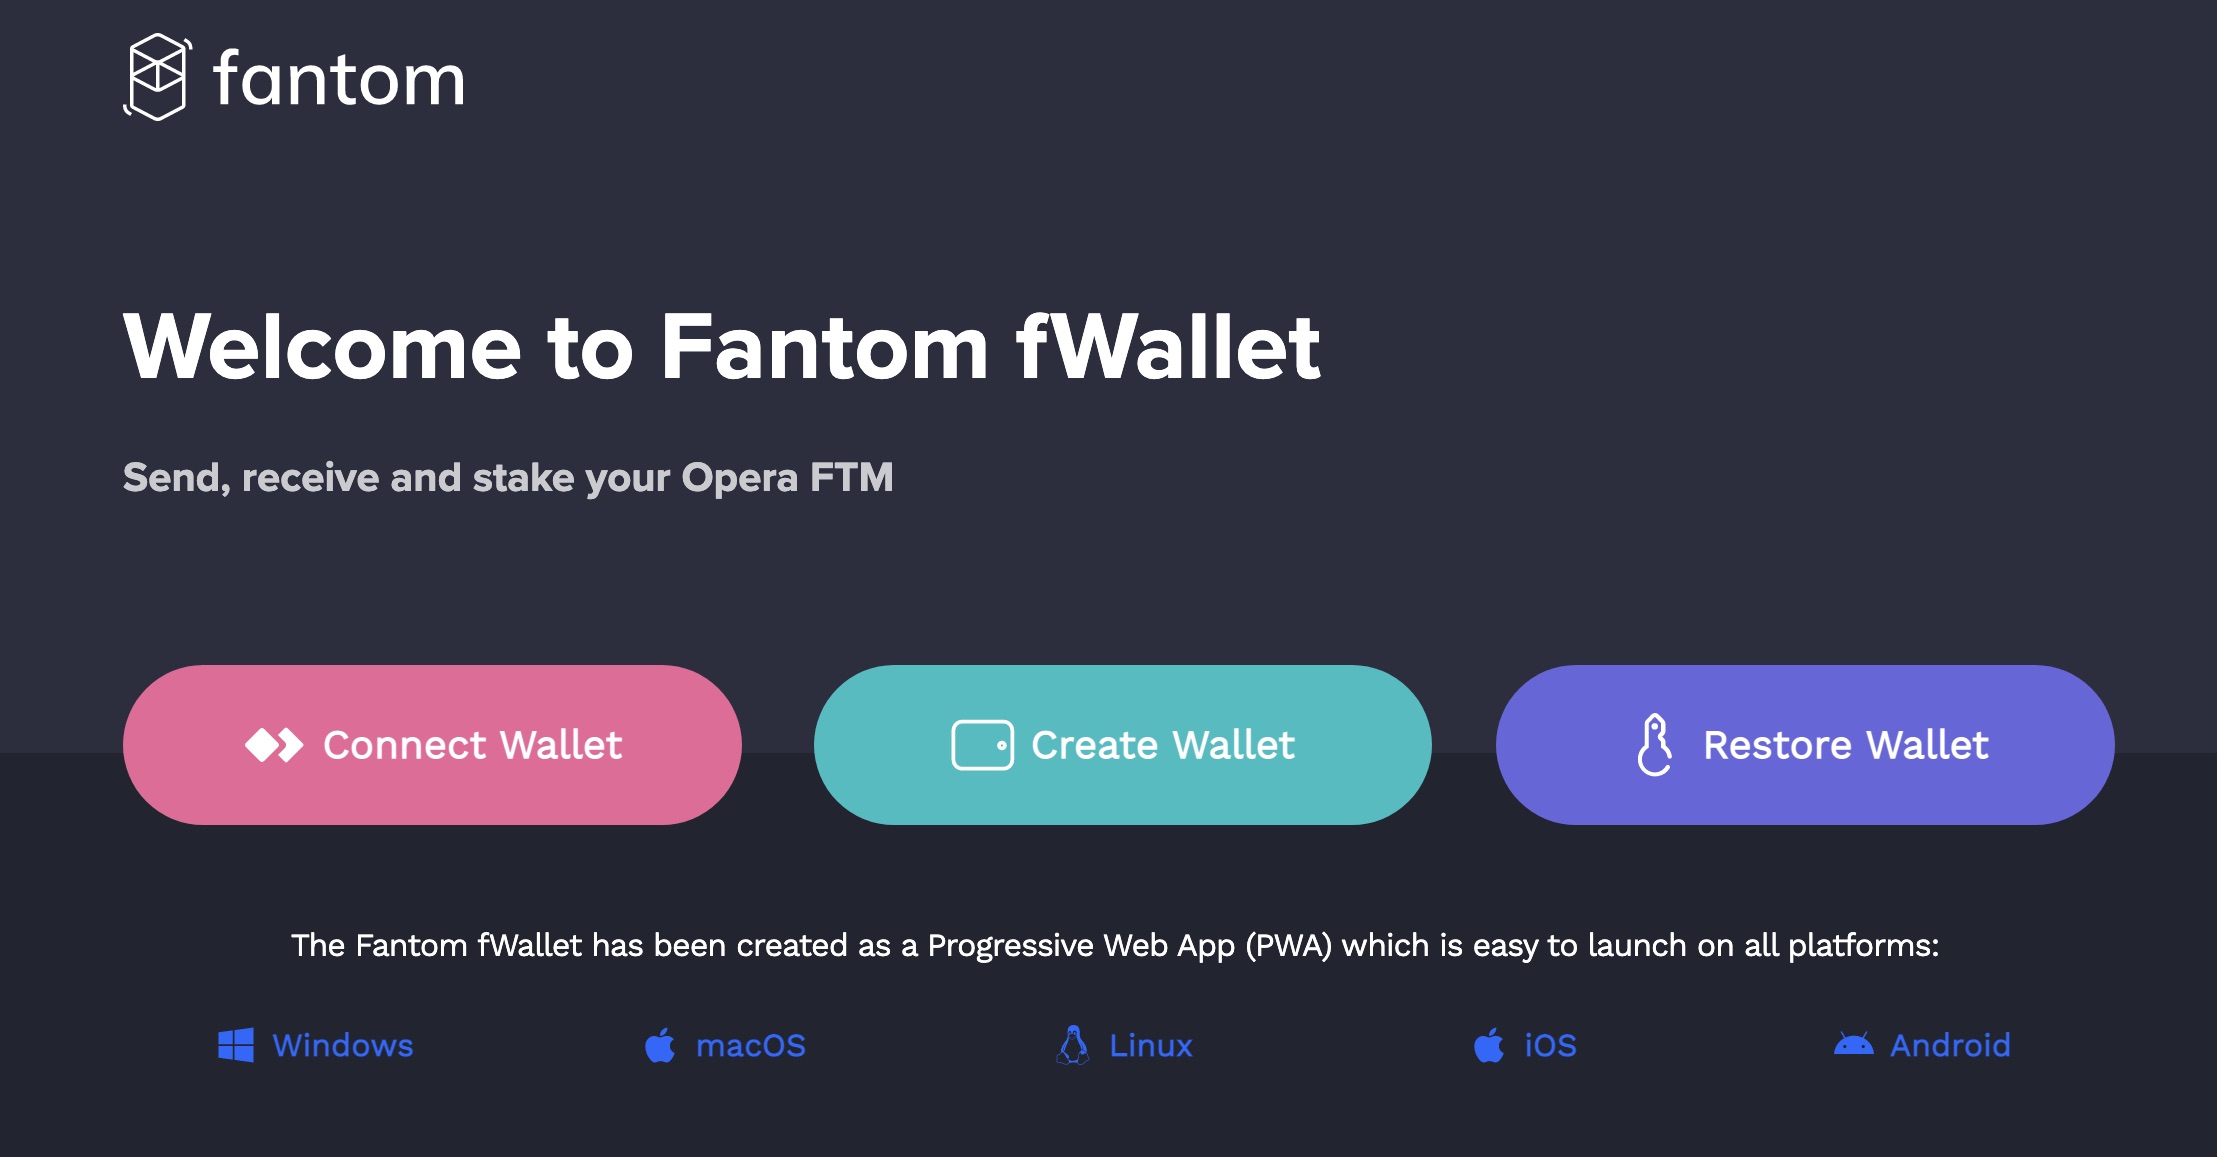 fantom
Welcome to Fantom fWallet
Send, receive and stake your Opera FTM
Connect Wallet
Create Wallet
Restore Wallet
The Fantom fWallet has been created as a Progressive Web App (PWA) which is easy to launch on all platforms:
Windows
macOS
Linux
iOS
Android